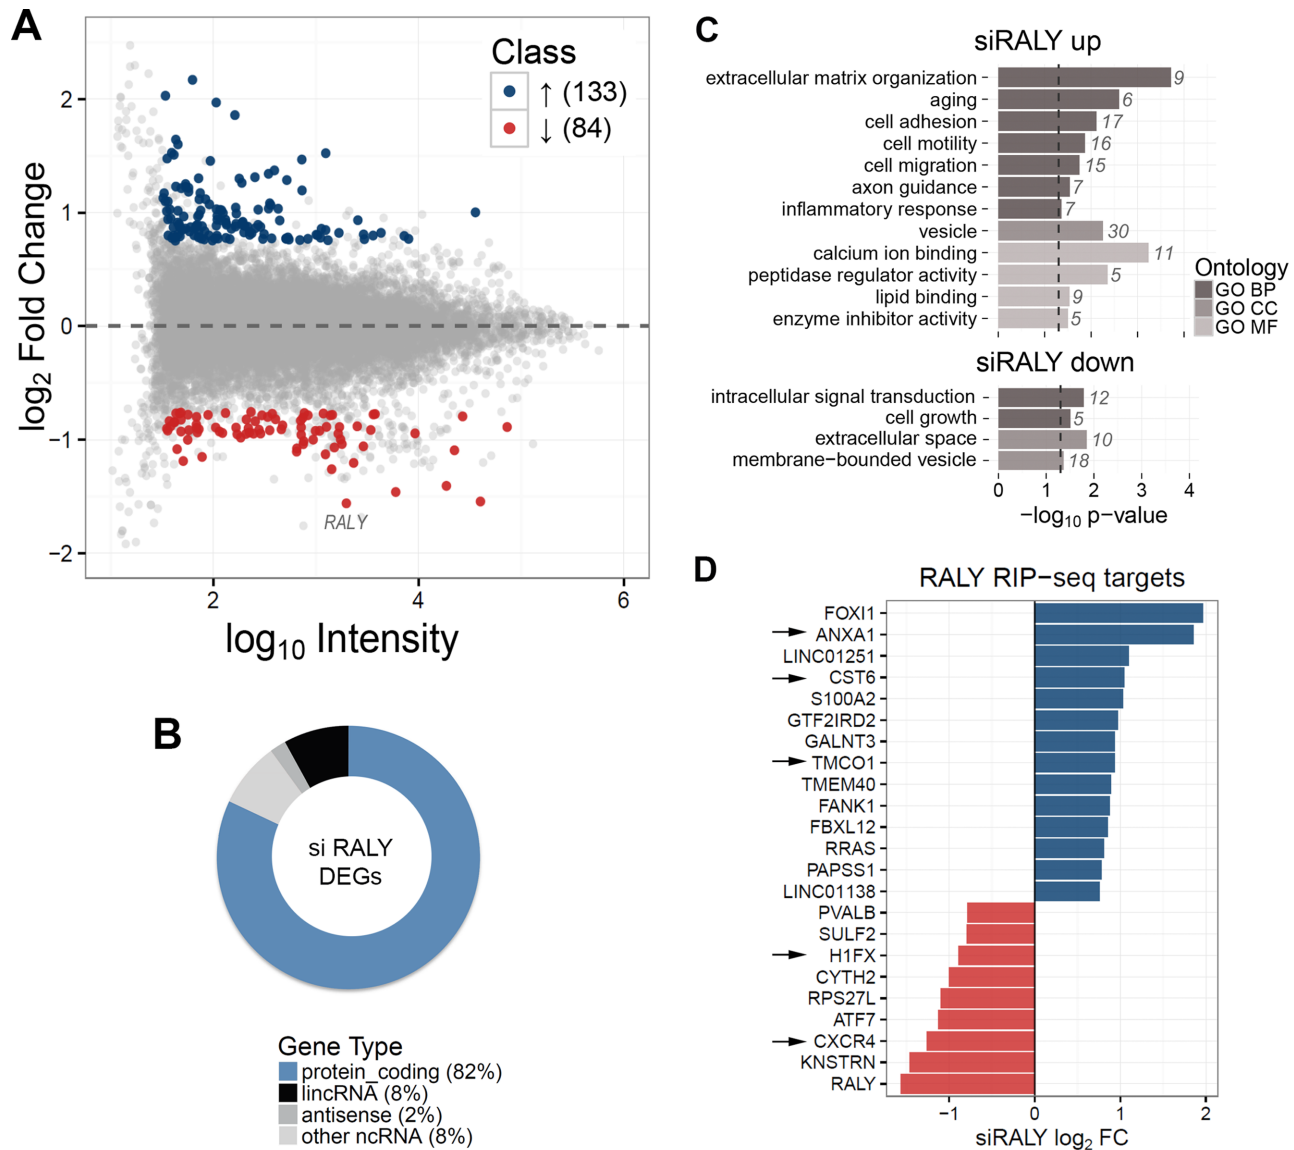 A
Class
↑ (133)
↓ (84)
log2 Fold Change
2
1
0
−1
−2
RALY
2
4
6
log10 Intensity
B
si RALY
DEGs
Gene Type
protein_coding (82%)
lincRNA (8%)
antisense (2%)
other ncRNA (8%)
C
siRALY up
extracellular matrix organization
9
aging
6
cell adhesion
17
cell motility
16
cell migration
15
axon guidance
7
inflammatory response
7
vesicle
30
calcium ion binding
11
peptidase regulator activity
5
lipid binding
9
enzyme inhibitor activity
5
Ontology
GO BP
GO CC
GO MF
siRALY down
intracellular signal transduction
12
cell growth
5
extracellular space
10
membrane−bounded vesicle
18
0
1
2
3
4
−log10 p−value
D
RALY RIP−seq targets
FOXI1
ANXA1
LINC01251
CST6
S100A2
GTF2IRD2
GALNT3
TMCO1
TMEM40
FANK1
FBXL12
RRAS
PAPSS1
LINC01138
PVALB
SULF2
H1FX
CYTH2
RPS27L
ATF7
CXCR4
KNSTRN
RALY
−1
0
1
2
siRALY log2 FC